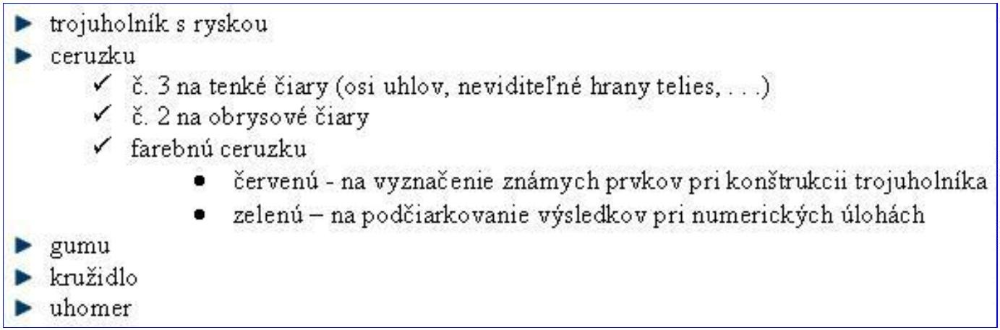 trojuholník s ryskou
ceruzku
č. 3 na tenké čiary (osi uhlov, neviditeľné hrany telies, . . .)
č. 2 na obrysové čiary
farebnú ceruzku
červenú - na vyznačenie známych prvkov pri konštrukcii trojuholníka
zelenú – na podčiarkovanie výsledkov pri numerických úlohách
gumu
kružidlo
uhomer